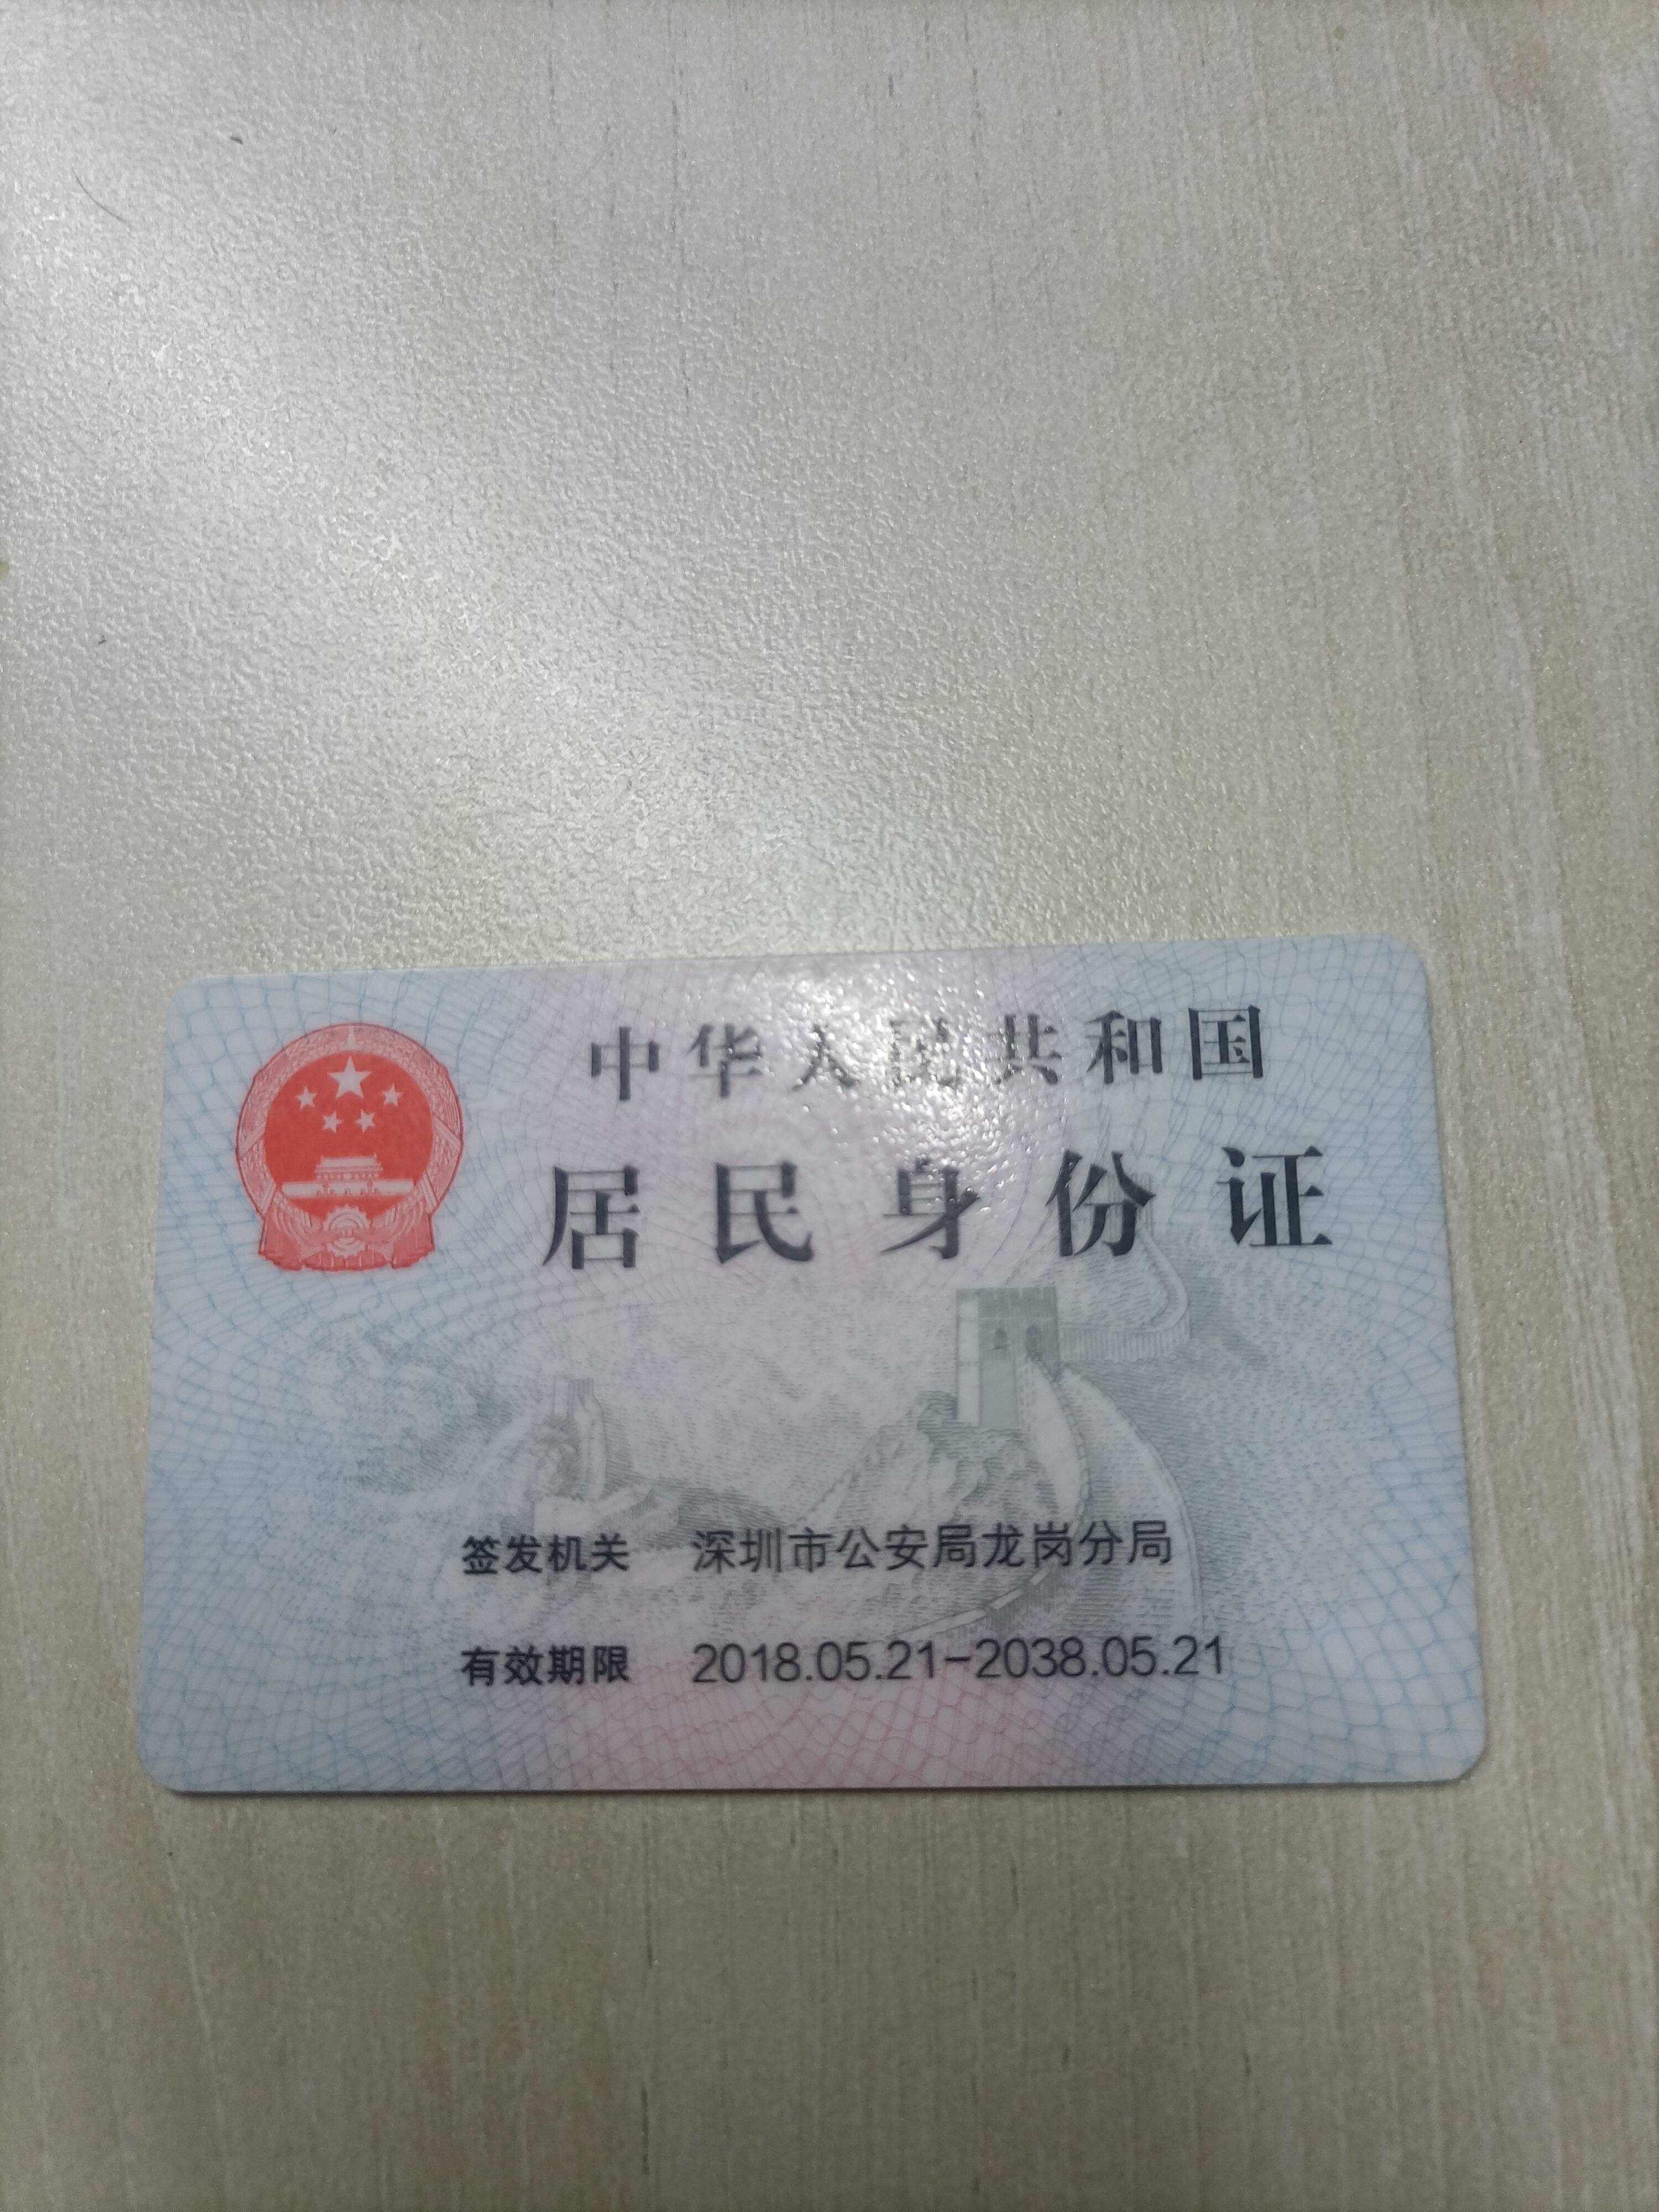 中华人民共和国
居民身份证
签发机关 深圳市公安局龙岗分局
有效期限 2018.05.21-2038.05.21